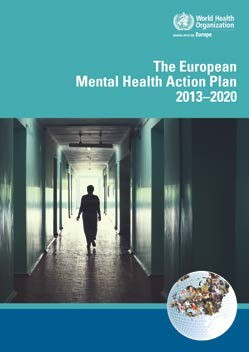 World Health
Organization
Europe
The European
Mental Health Action Plan
2013–2020